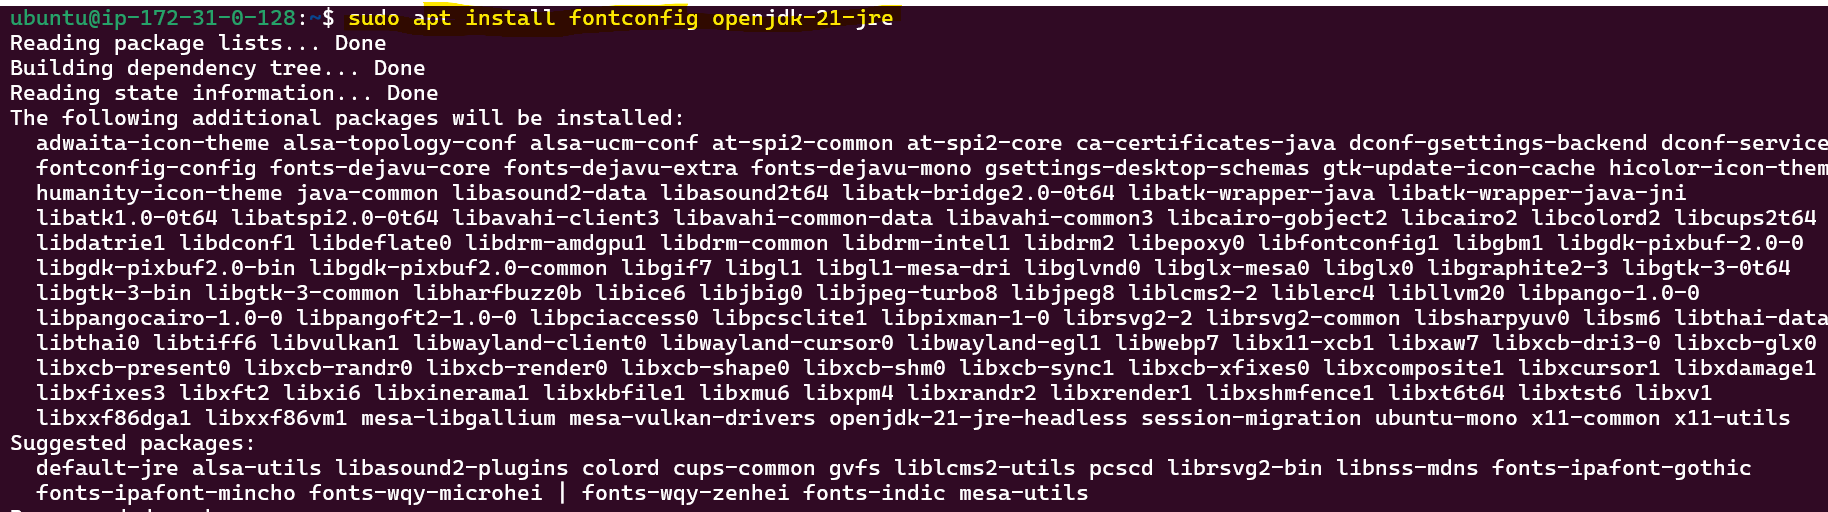 ubuntu@ip-172-31-0-128:~$ sudo apt install fontconfig openjdk-21-jre
Reading package lists... Done
Building dependency tree... Done
Reading state information... Done
The following additional packages will be installed:
adwaita-icon-theme alsa-topology-conf alsa-ucm-conf at-spi2-common at-spi2-core ca-certificates-java dconf-gsettings-backend dconf-service
fontconfig-config fonts-dejavu-core fonts-dejavu-extra fonts-dejavu-mono gsettings-desktop-schemas gtk-update-icon-cache hicolor-icon-them
humanity-icon-theme java-common libasound2-data libasound2t64 libatk-bridge2.0-0t64 libatk-wrapper-java libatk-wrapper-java-jni
libatk1.0-0t64 libatspi2.0-0t64 libavahi-client3 libavahi-common-data libavahi-common3 libcairo-gobject2 libcairo2 libcolord2 libcups2t64
libdatrie1 libdconf1 libdeflate0 libdrm-amdgpu1 libdrm-common libdrm-intel1 libdrm2 libepoxy0 libfontconfig1 libgbm1 libgdk-pixbuf-2.0-0
libgdk-pixbuf2.0-bin libgdk-pixbuf2.0-common libgif7 libgl1 libgl1-mesa-dri libglvnd0 libglx-mesa0 libglx0 libgraphite2-3 libgtk-3-0t64
libgtk-3-bin libgtk-3-common libharfbuzz0b libice6 libjbig0 libjpeg-turbo8 libjpeg8 liblcms2-2 liblerc4 libllvm20 libpango-1.0-0
libpangocairo-1.0-0 libpangoft2-1.0-0 libpciaccess0 libpcsclite1 libpixman-1-0 librsvg2-2 librsvg2-common libsharpyuv0 libsm6 libthai-data
libthai0 libtiff6 libvulkan1 libwayland-client0 libwayland-cursor0 libwayland-egl1 libwebp7 libx11-xcb1 libxaw7 libxcb-dri3-0 libxcb-glx0
libxcb-present0 libxcb-randr0 libxcb-render0 libxcb-shape0 libxcb-shm0 libxcb-sync1 libxcb-xfixes0 libxcomposite1 libxcursor1 libxdamage1
libxfixes3 libxft2 libxi6 libxinerama1 libxkbfile1 libxmu6 libxpm4 libxrandr2 libxrender1 libxshmfence1 libxt6t64 libxtst6 libxv1
libxxf86dga1 libxxf86vm1 mesa-libgallium mesa-vulkan-drivers openjdk-21-jre-headless session-migration ubuntu-mono x11-common x11-utils
Suggested packages:
default-jre alsa-utils libasound2-plugins colord cups-common gvfs liblcms2-utils pcscd librsvg2-bin libnss-mdns fonts-ipafont-gothic
fonts-ipafont-mincho fonts-wqy-microhei | fonts-wqy-zenhei fonts-indic mesa-utils